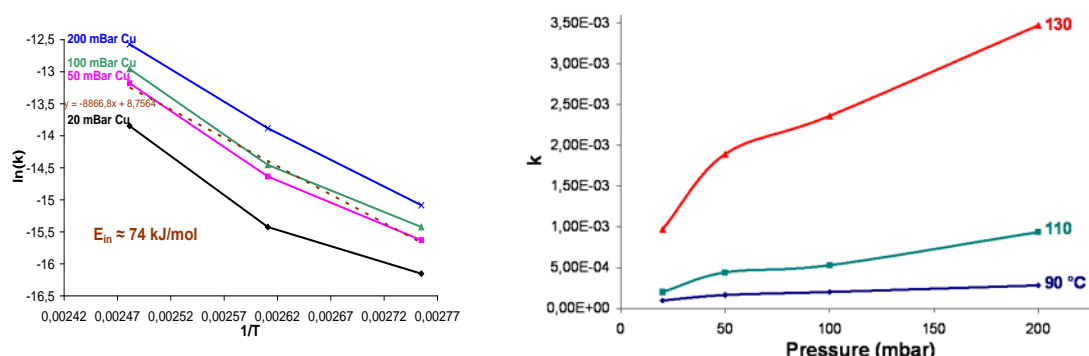 -12,5
-13
-13,5
-14
-14,5
-15
-15,5
-16
-16,5
ln(k)
200 mBar Cu
100 mBar Cu
50 mBar Cu
y = -8866,8x + 8,7564
20 mBar Cu
E_in ≈ 74 kJ/mol
0,00242 0,00247 0,00252 0,00257 0,00262 0,00267 0,00272 0,00277
1/T
3,50E-03
3,00E-03
2,50E-03
2,00E-03
1,50E-03
1,00E-03
5,00E-04
0,00E+00
k
130
110
90 °C
0 50 100 150 200
Pressure (mbar)